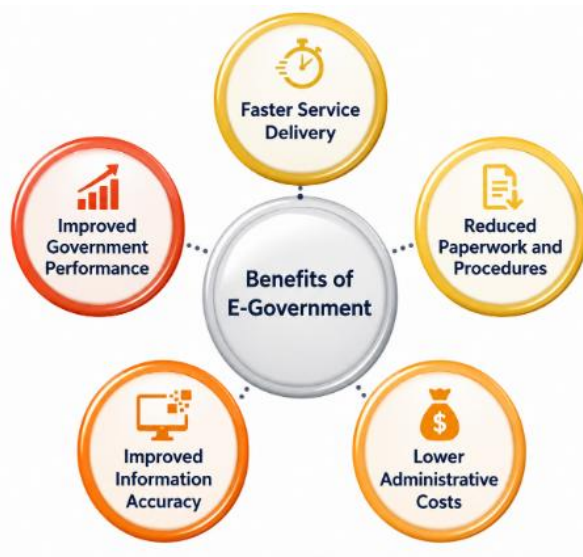 Faster Service
Delivery
Improved
Government
Performance
Reduced
Paperwork and
Procedures
Benefits of
E-Government
Improved
Information
Accuracy
$
Lower
Administrative
Costs